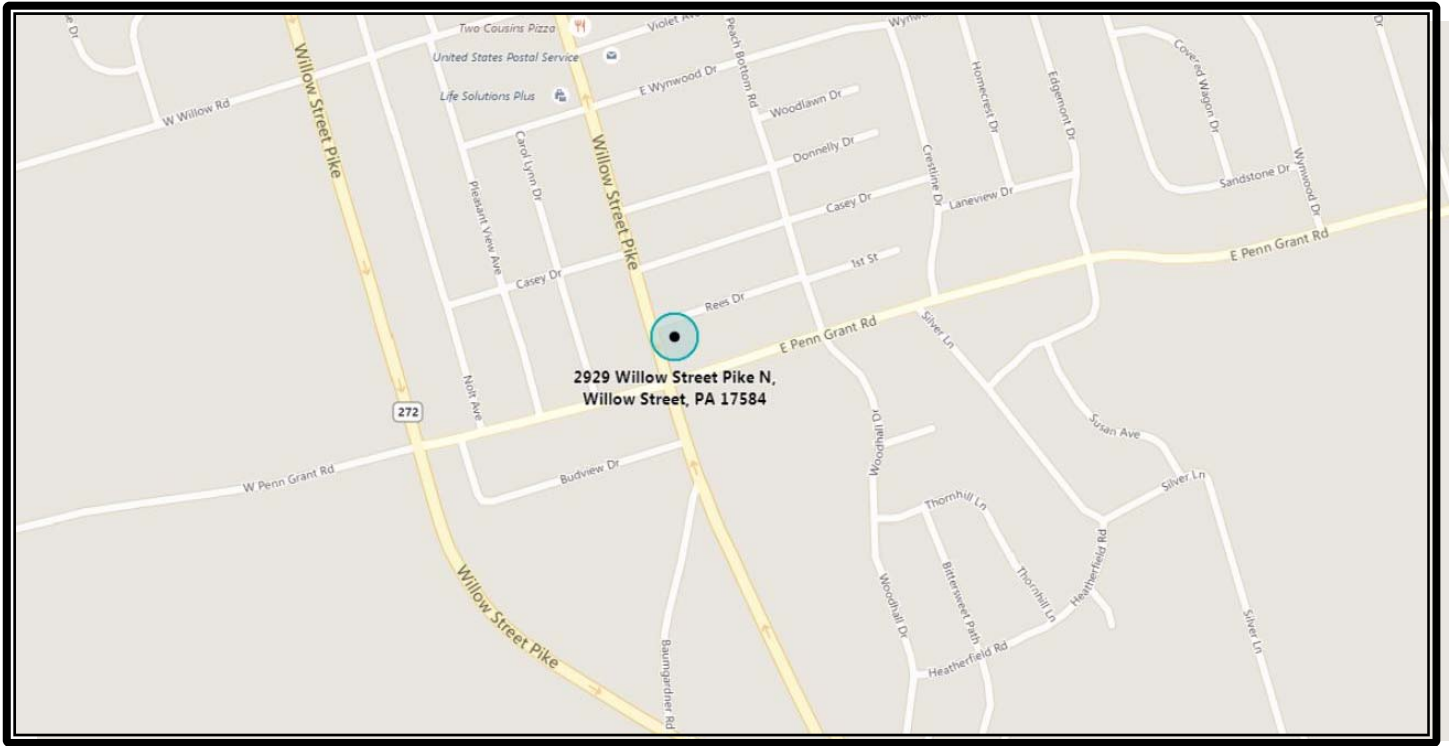 Two Cousins Pizza
Violet Av
Wynwo
Dr
e Dr
United States Postal Service
Peach Bottom Rd
Covered Wagon Dr
Willow Street Pike
Life Solutions Plus
E Wynwood Dr
Homecrest Dr
Edgemont Dr
W Willow Rd
Woodlawn Dr
Carol Lynn Dr
Willow Street Pike
Donnelly Dr
Crestline Dr
Wynwood Dr
Sandstone Dr
Pleasant View Ave
Casey Dr
Laneview Dr
E Penn Grant Rd
Casey Dr
1st St
Rees Dr
E Penn Grant Rd
Silver Ln
2929 Willow Street Pike N,
Willow Street, PA 17584
Nolt Ave
272
Woodhall Dr
Susan Ave
W Penn Grant Rd
Budview Dr
Silver Ln
Thornhill Ln
Heatherfield Rd
Willow Street Pike
Woodhall Dr
Bittersweet Path
Thornhill Ln
Silver Ln
Baumgardner Rd
Heatherfield Rd